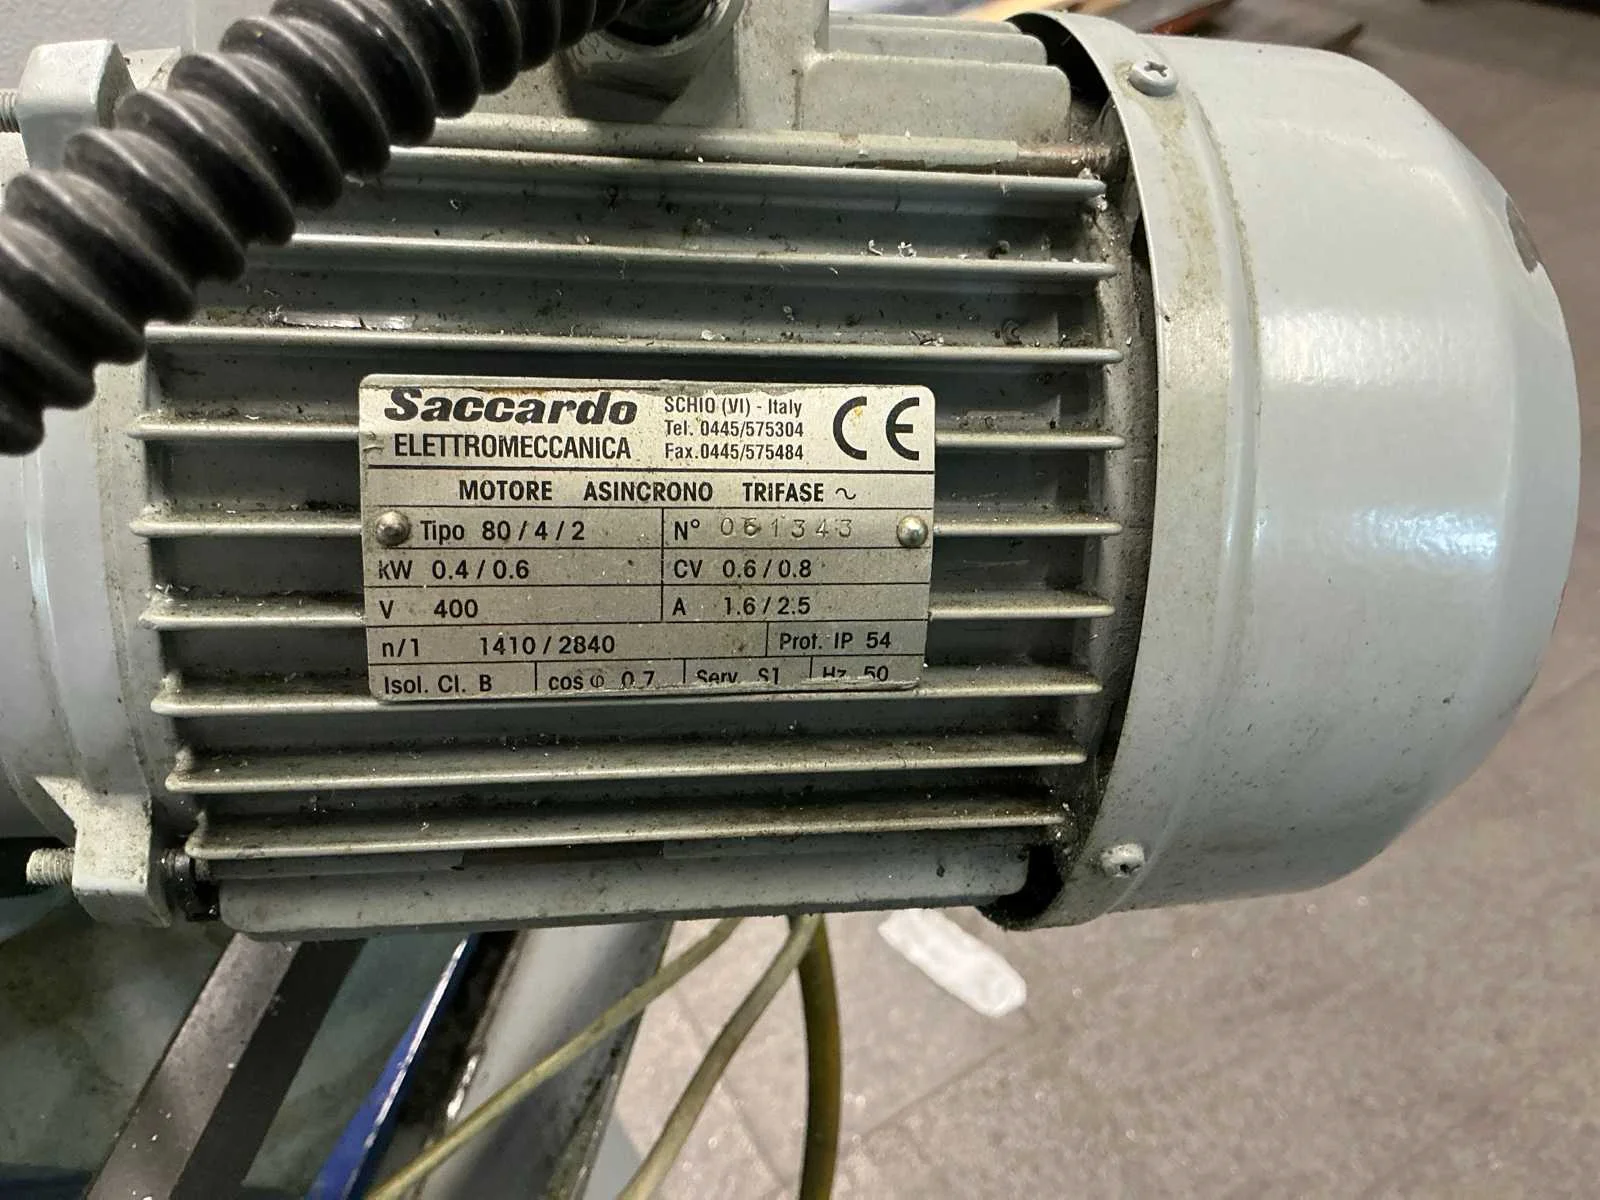 Saccardo
ELETTROMECCANICA
SCHIO (VI) - Italy
Tel. 0445/575304
Fax.0445/575484
CE
MOTORE ASINCRONO TRIFASE ~
Tipo 80 / 4 / 2 N° 061343
kW 0.4 / 0.6 CV 0.6 / 0.8
V 400 A 1.6 / 2.5
n/1 1410 / 2840 Prot. IP 54
Isol. Cl. B cos φ 0.7 Serv. S1 Hz 50